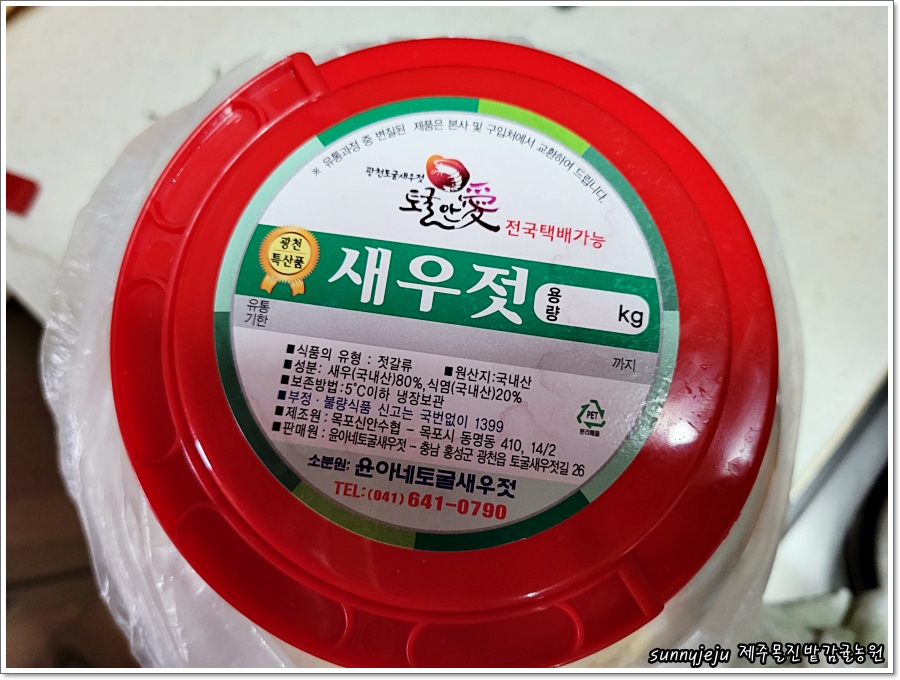 ※ 유통과정 중 변질된 제품은 본사 및 구입처에서 교환하여 드립니다.
광천토굴새우젓
토굴안愛
전국택배가능
광천
특산품
새우젓
용량 kg
유통
기한
까지
■식품의 유형 : 젓갈류 ■원산지:국내산
■성분: 새우(국내산)80%,식염(국내산)20%
■보존방법:5°C이하 냉장보관
■부정·불량식품 신고는 국번없이 1399
■제조원 : 목포신안수협 - 목포시 동명동 410, 14/2
■판매원 : 윤아네토굴새우젓 - 충남 홍성군 광천읍 토굴새우젓길 26
PET
분리배출
소분원: 윤아네토굴새우젓
TEL:(041)641-0790
sunnyjeju 제주몰진밭감귤농원